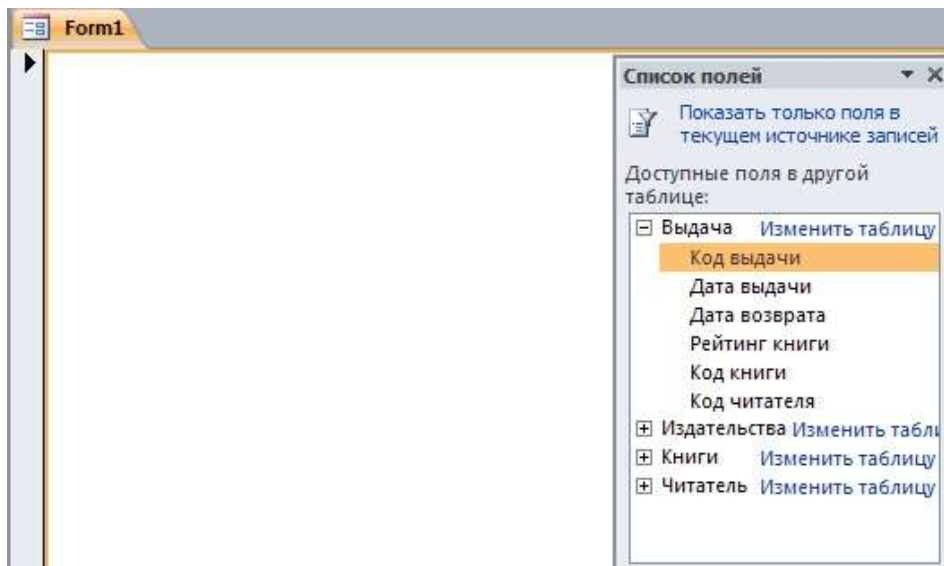 Form1
Список полей
Показать только поля в
текущем источнике записей
Доступные поля в другой
таблице:
Выдача Изменить таблицу
Код выдачи
Дата выдачи
Дата возврата
Рейтинг книги
Код книги
Код читателя
Издательства Изменить табли
Книги Изменить таблицу
Читатель Изменить таблицу